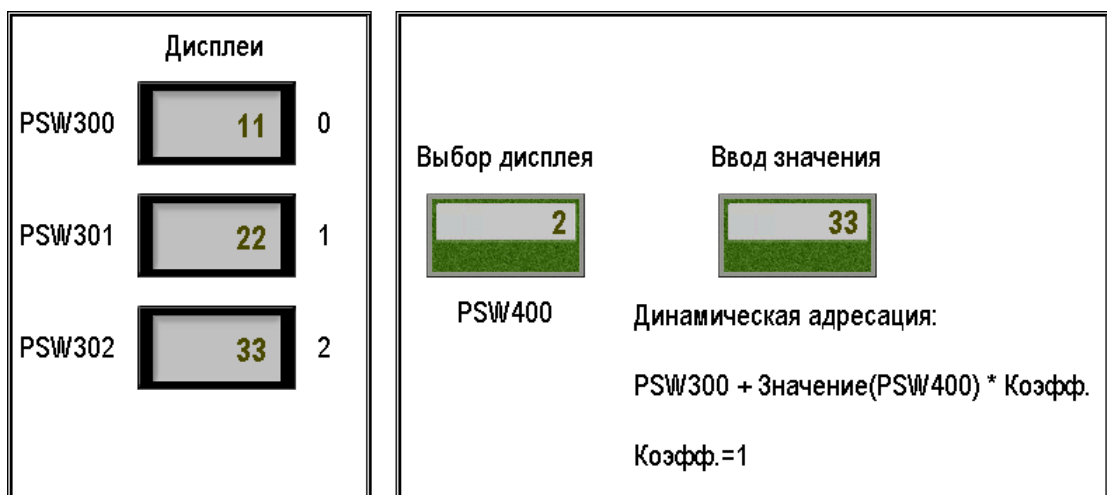 Дисплеи
PSW300 11 0
PSW301 22 1
PSW302 33 2
Выбор дисплея Ввод значения
2 33
PSW400
Динамическая адресация:
PSW300 + Значение(PSW400) * Коэфф.
Коэфф.=1